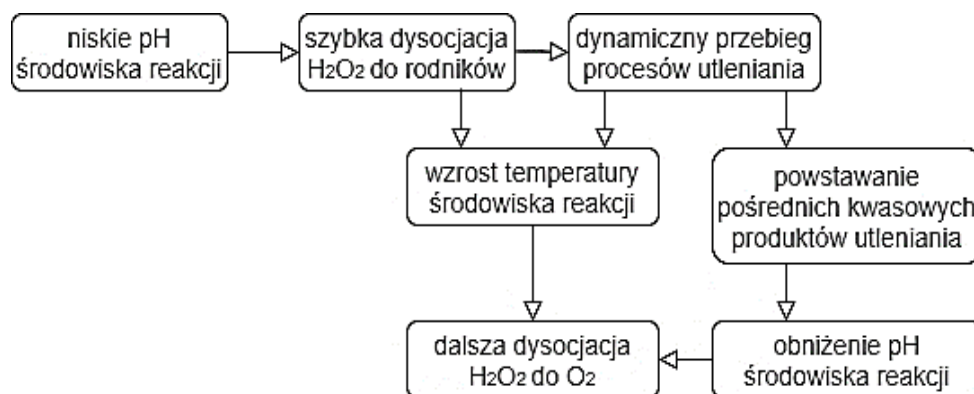 niskie pH
środowiska reakcji
szybka dysocjacja
H2O2 do rodników
dynamiczny przebieg
procesów utleniania
wzrost temperatury
środowiska reakcji
powstawanie
pośrednich kwasowych
produktów utleniania
dalsza dysocjacja
H2O2 do O2
obniżenie pH
środowiska reakcji